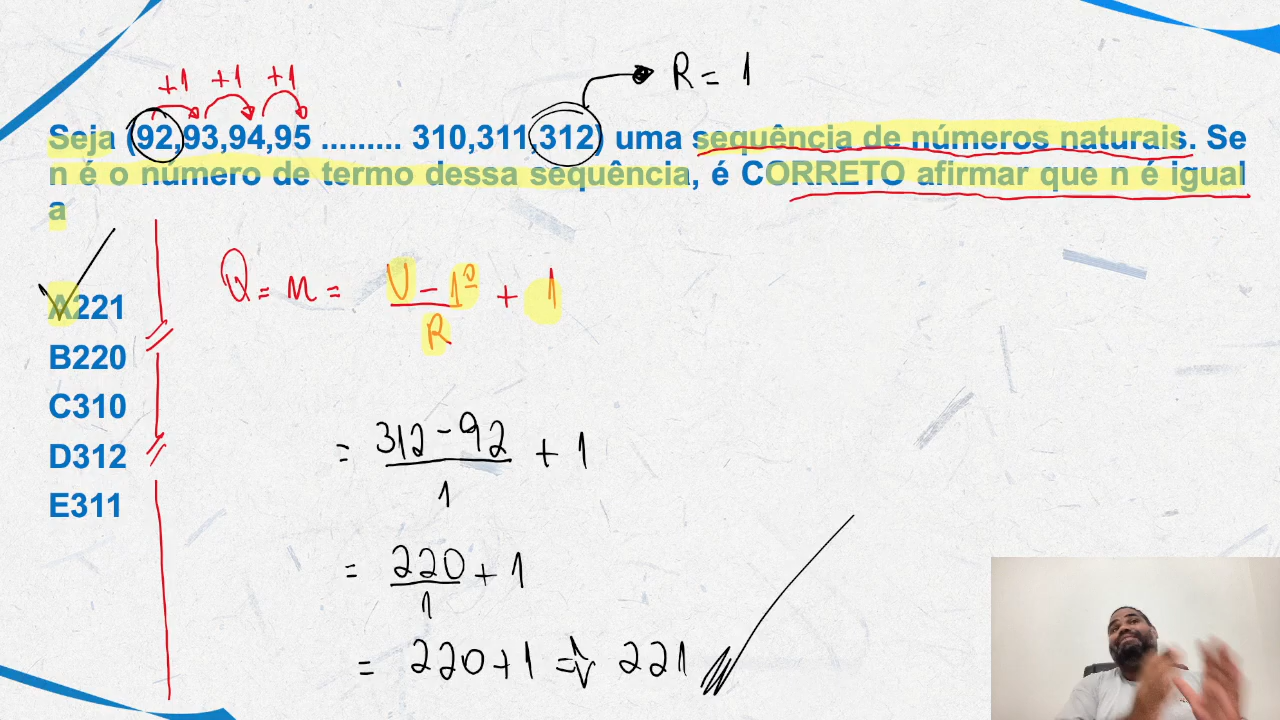 +1 +1 +1
R = 1
Seja (92,93,94,95 ......... 310,311,312) uma sequência de números naturais. Se
n é o número de termo dessa sequência, é CORRETO afirmar que n é igual
a
A221
B220
C310
D312
E311
Q = n = U - 1º / R + 1
= 312 - 92 / 1 + 1
= 220 / 1 + 1
= 220 + 1 ⇒ 221